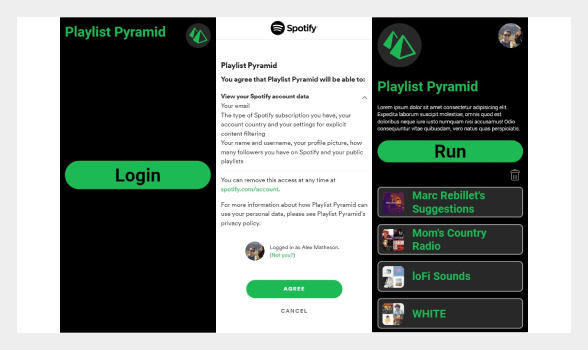 Playlist Pyramid
Login
Spotify
Playlist Pyramid
You agree that Playlist Pyramid will be able to:
View your Spotify account data
Your email
The type of Spotify subscription you have, your
account country and your settings for explicit
content filtering
Your name and username, your profile picture, how
many followers you have on Spotify and your public
playlists
You can remove this access at any time at
spotify.com/account.
For more information about how Playlist Pyramid can
use your personal data, please see Playlist Pyramid's
privacy policy.
Logged in as Alex Matheson.
(Not you?)
AGREE
CANCEL
Playlist Pyramid
Lorem ipsum dolor sit amet consectetur adipisicing elit.
Expedita laborum suscipit molestiae, omnis quod est
doloribus neque iure iusto numquam nisi accusamus! Odio
consequuntur vitae quibusdam, vero natus quas perspiciatis.
Run
Marc Rebillet's
Suggestions
Mom's Country
Radio
loFi Sounds
WHITE